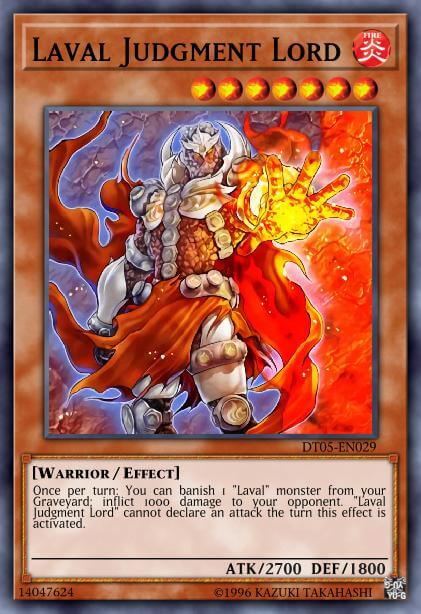 LAVAL JUDGMENT LORD
FIRE
炎
DT05-EN029
[WARRIOR/EFFECT]
Once per turn: You can banish 1 "Laval" monster from your
Graveyard; inflict 1000 damage to your opponent. "Laval
Judgment Lord" cannot declare an attack the turn this effect is
activated.
ATK/2700 DEF/1800
14047624
©1996 KAZUKI TAKAHASHI